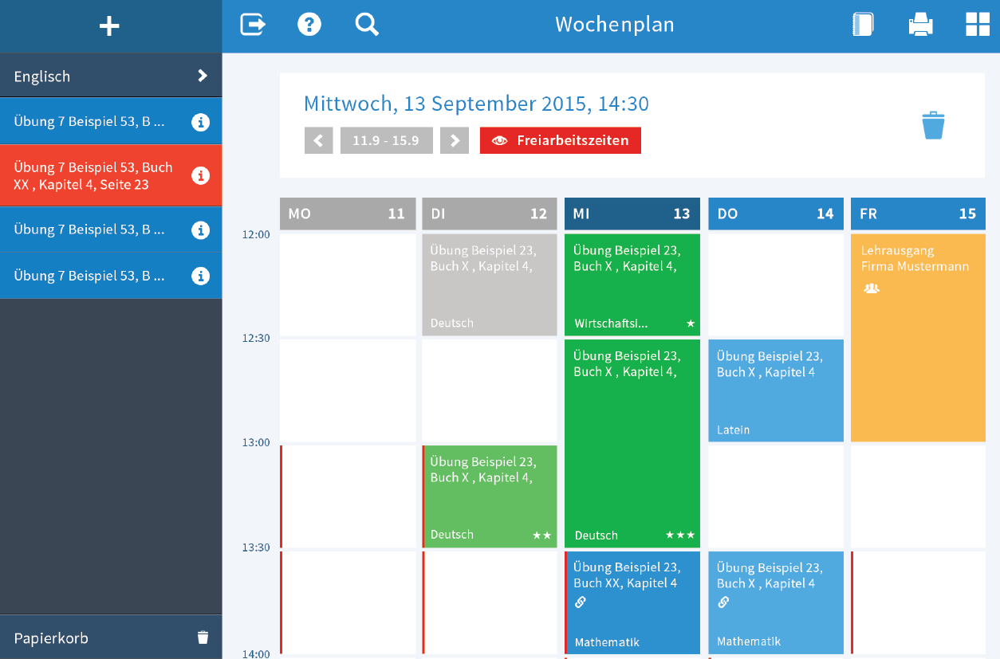 Wochenplan
Englisch
Übung 7 Beispiel 53, B ...
Übung 7 Beispiel 53, Buch
XX , Kapitel 4, Seite 23
Übung 7 Beispiel 53, B ...
Übung 7 Beispiel 53, B ...
Papierkorb
Mittwoch, 13 September 2015, 14:30
11.9 - 15.9
Freiarbeitszeiten
MO 11
DI 12
MI 13
DO 14
FR 15
12:00
Übung Beispiel 23,
Buch X , Kapitel 4,
Deutsch
Übung Beispiel 23,
Buch X , Kapitel 4,
Wirtschaftsi...
Lehrausgang
Firma Mustermann
12:30
Übung Beispiel 23,
Buch X , Kapitel 4,
Deutsch
Übung Beispiel 23,
Buch X , Kapitel 4
Latein
13:00
Übung Beispiel 23,
Buch X , Kapitel 4,
Deutsch
13:30
Übung Beispiel 23,
Buch XX, Kapitel 4
Mathematik
Übung Beispiel 23,
Buch X , Kapitel 4
Mathematik
14:00